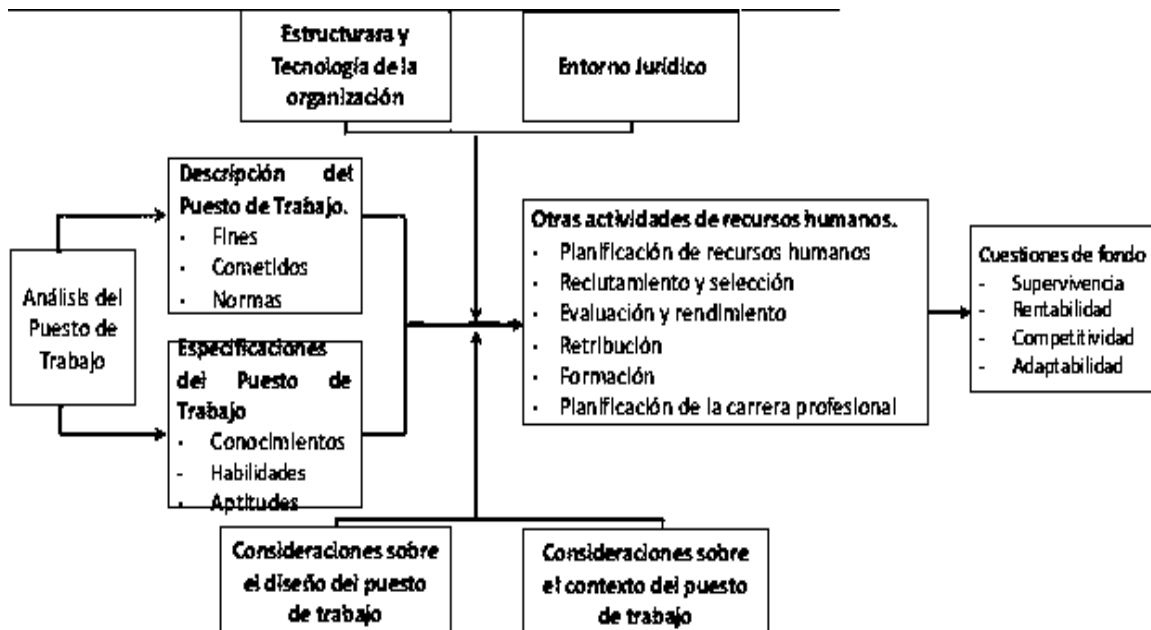 Estructurara y
Tecnología de la
organización
Entorno Jurídico
Descripción del
Puesto de Trabajo.
- Fines
- Cometidos
- Normas
Análisis del
Puesto de
Trabajo
Especificaciones
del Puesto de
Trabajo
- Conocimientos
- Habilidades
- Aptitudes
Otras actividades de recursos humanos.
- Planificación de recursos humanos
- Reclutamiento y selección
- Evaluación y rendimiento
- Retribución
- Formación
- Planificación de la carrera profesional
Cuestiones de fondo
- Supervivencia
- Rentabilidad
- Competitividad
- Adaptabilidad
Consideraciones sobre
el diseño del puesto
de trabajo
Consideraciones sobre
el contexto del puesto
de trabajo